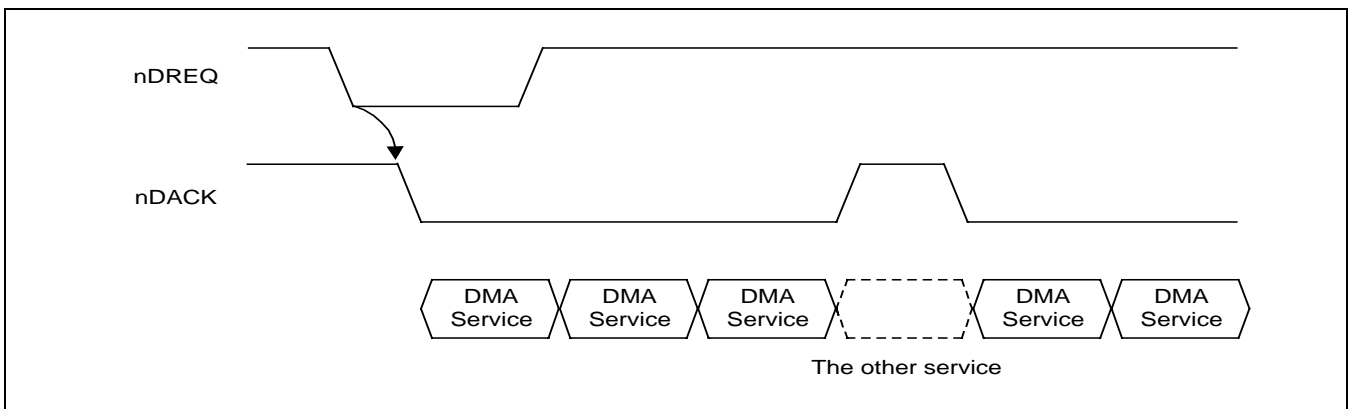 nDREQ
nDACK
DMA
Service
DMA
Service
DMA
Service
DMA
Service
DMA
Service
The other service